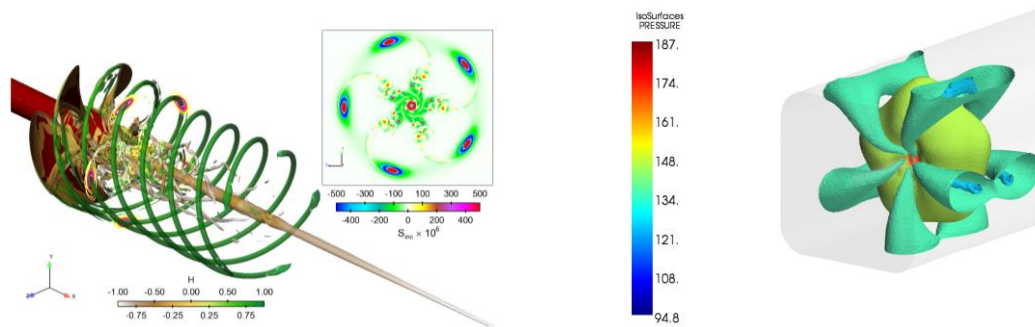 -500 -300 -100 100 300 500
-400 -200 0 200 400
S_inc × 10⁶
Y
Z X
H
-1.00 -0.50 0.00 0.50 1.00
-0.75 -0.25 0.25 0.75
IsoSurfaces
PRESSURE
187.
174.
161.
148.
134.
121.
108.
94.8